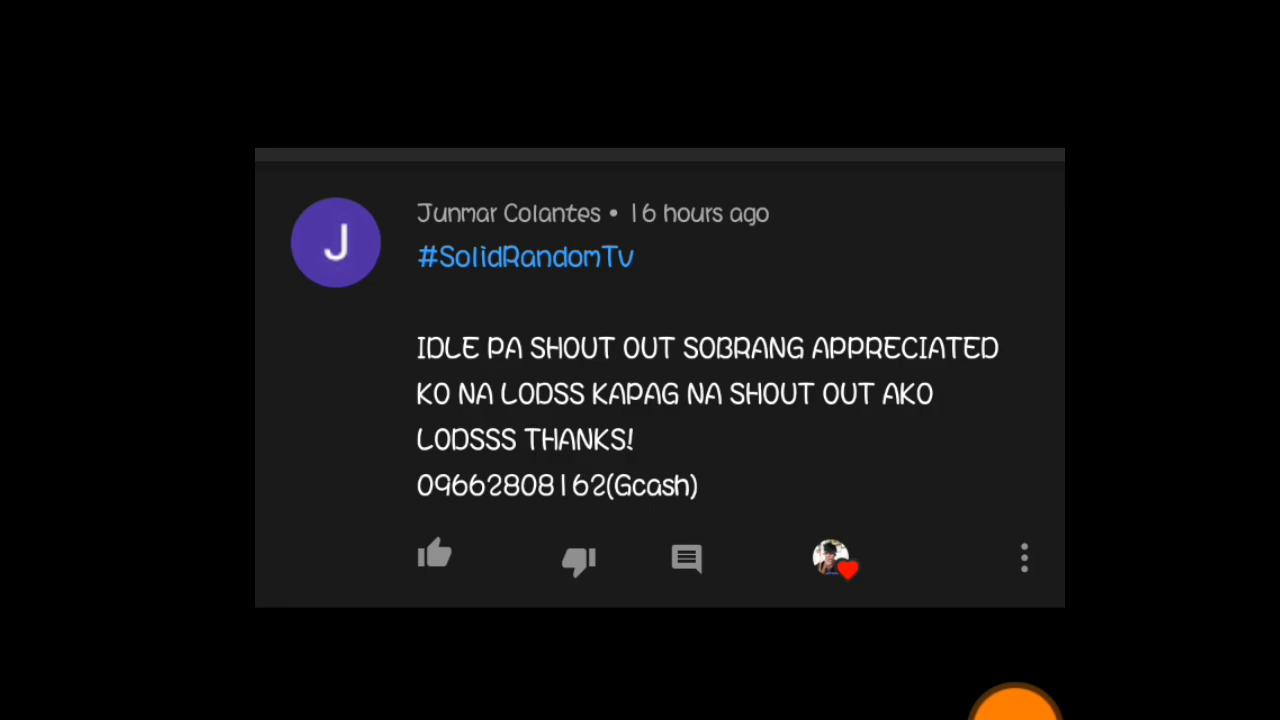 J
Junmar Colantes • 16 hours ago
#SolidRandomTv
IDLE PA SHOUT OUT SOBRANG APPRECIATED
KO NA LODSS KAPAG NA SHOUT OUT AKO
LODSSS THANKS!
09662808162(Gcash)